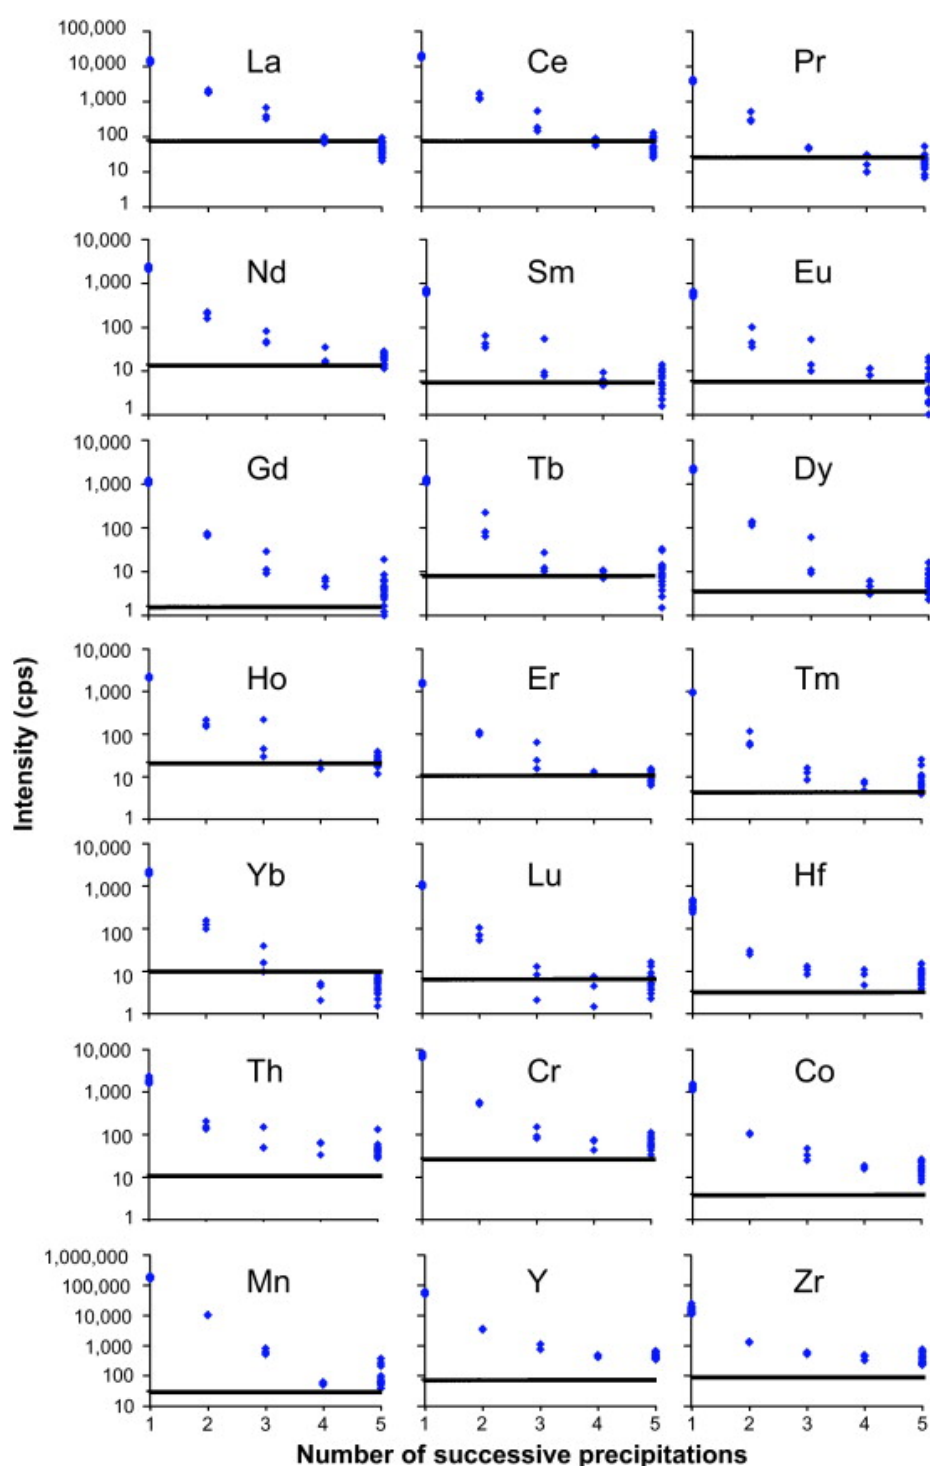 100,000
10,000
1,000
100
10
1
La
Ce
Pr
10,000
1,000
100
10
1
Nd
Sm
Eu
10,000
1,000
100
10
1
Gd
Tb
Dy
Intensity (cps)
10,000
1,000
100
10
1
Ho
Er
Tm
10,000
1,000
100
10
1
Yb
Lu
Hf
10,000
1,000
100
10
1
Th
Cr
Co
1,000,000
100,000
10,000
1,000
100
10
Mn
Y
Zr
1 2 3 4 5 1 2 3 4 5 1 2 3 4 5
Number of successive precipitations